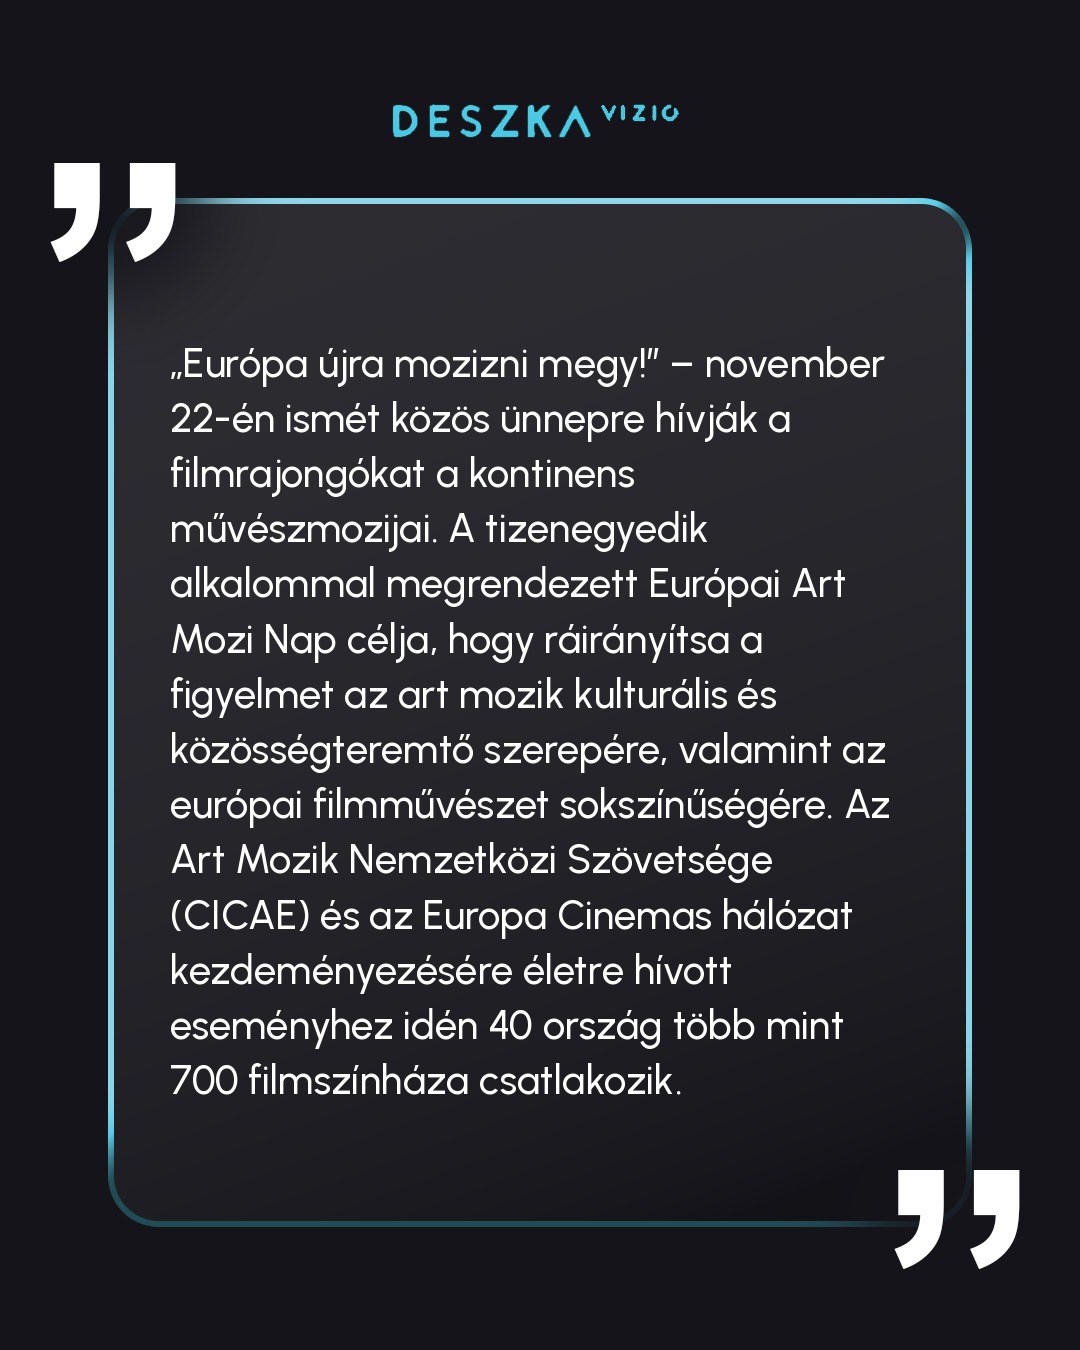 DESZKA VIZIO
”
„Európa újra mozizni megy!” – november
22-én ismét közös ünnepre hívják a
filmrajongókat a kontinens
művészmozijai. A tizenegyedik
alkalommal megrendezett Európai Art
Mozi Nap célja, hogy ráirányítsa a
figyelmet az art mozik kulturális és
közösségteremtő szerepére, valamint az
európai filmművészet sokszínűségére. Az
Art Mozik Nemzetközi Szövetsége
(CICAE) és az Europa Cinemas hálózat
kezdeményezésére életre hívott
eseményhez idén 40 ország több mint
700 filmszínháza csatlakozik.
”